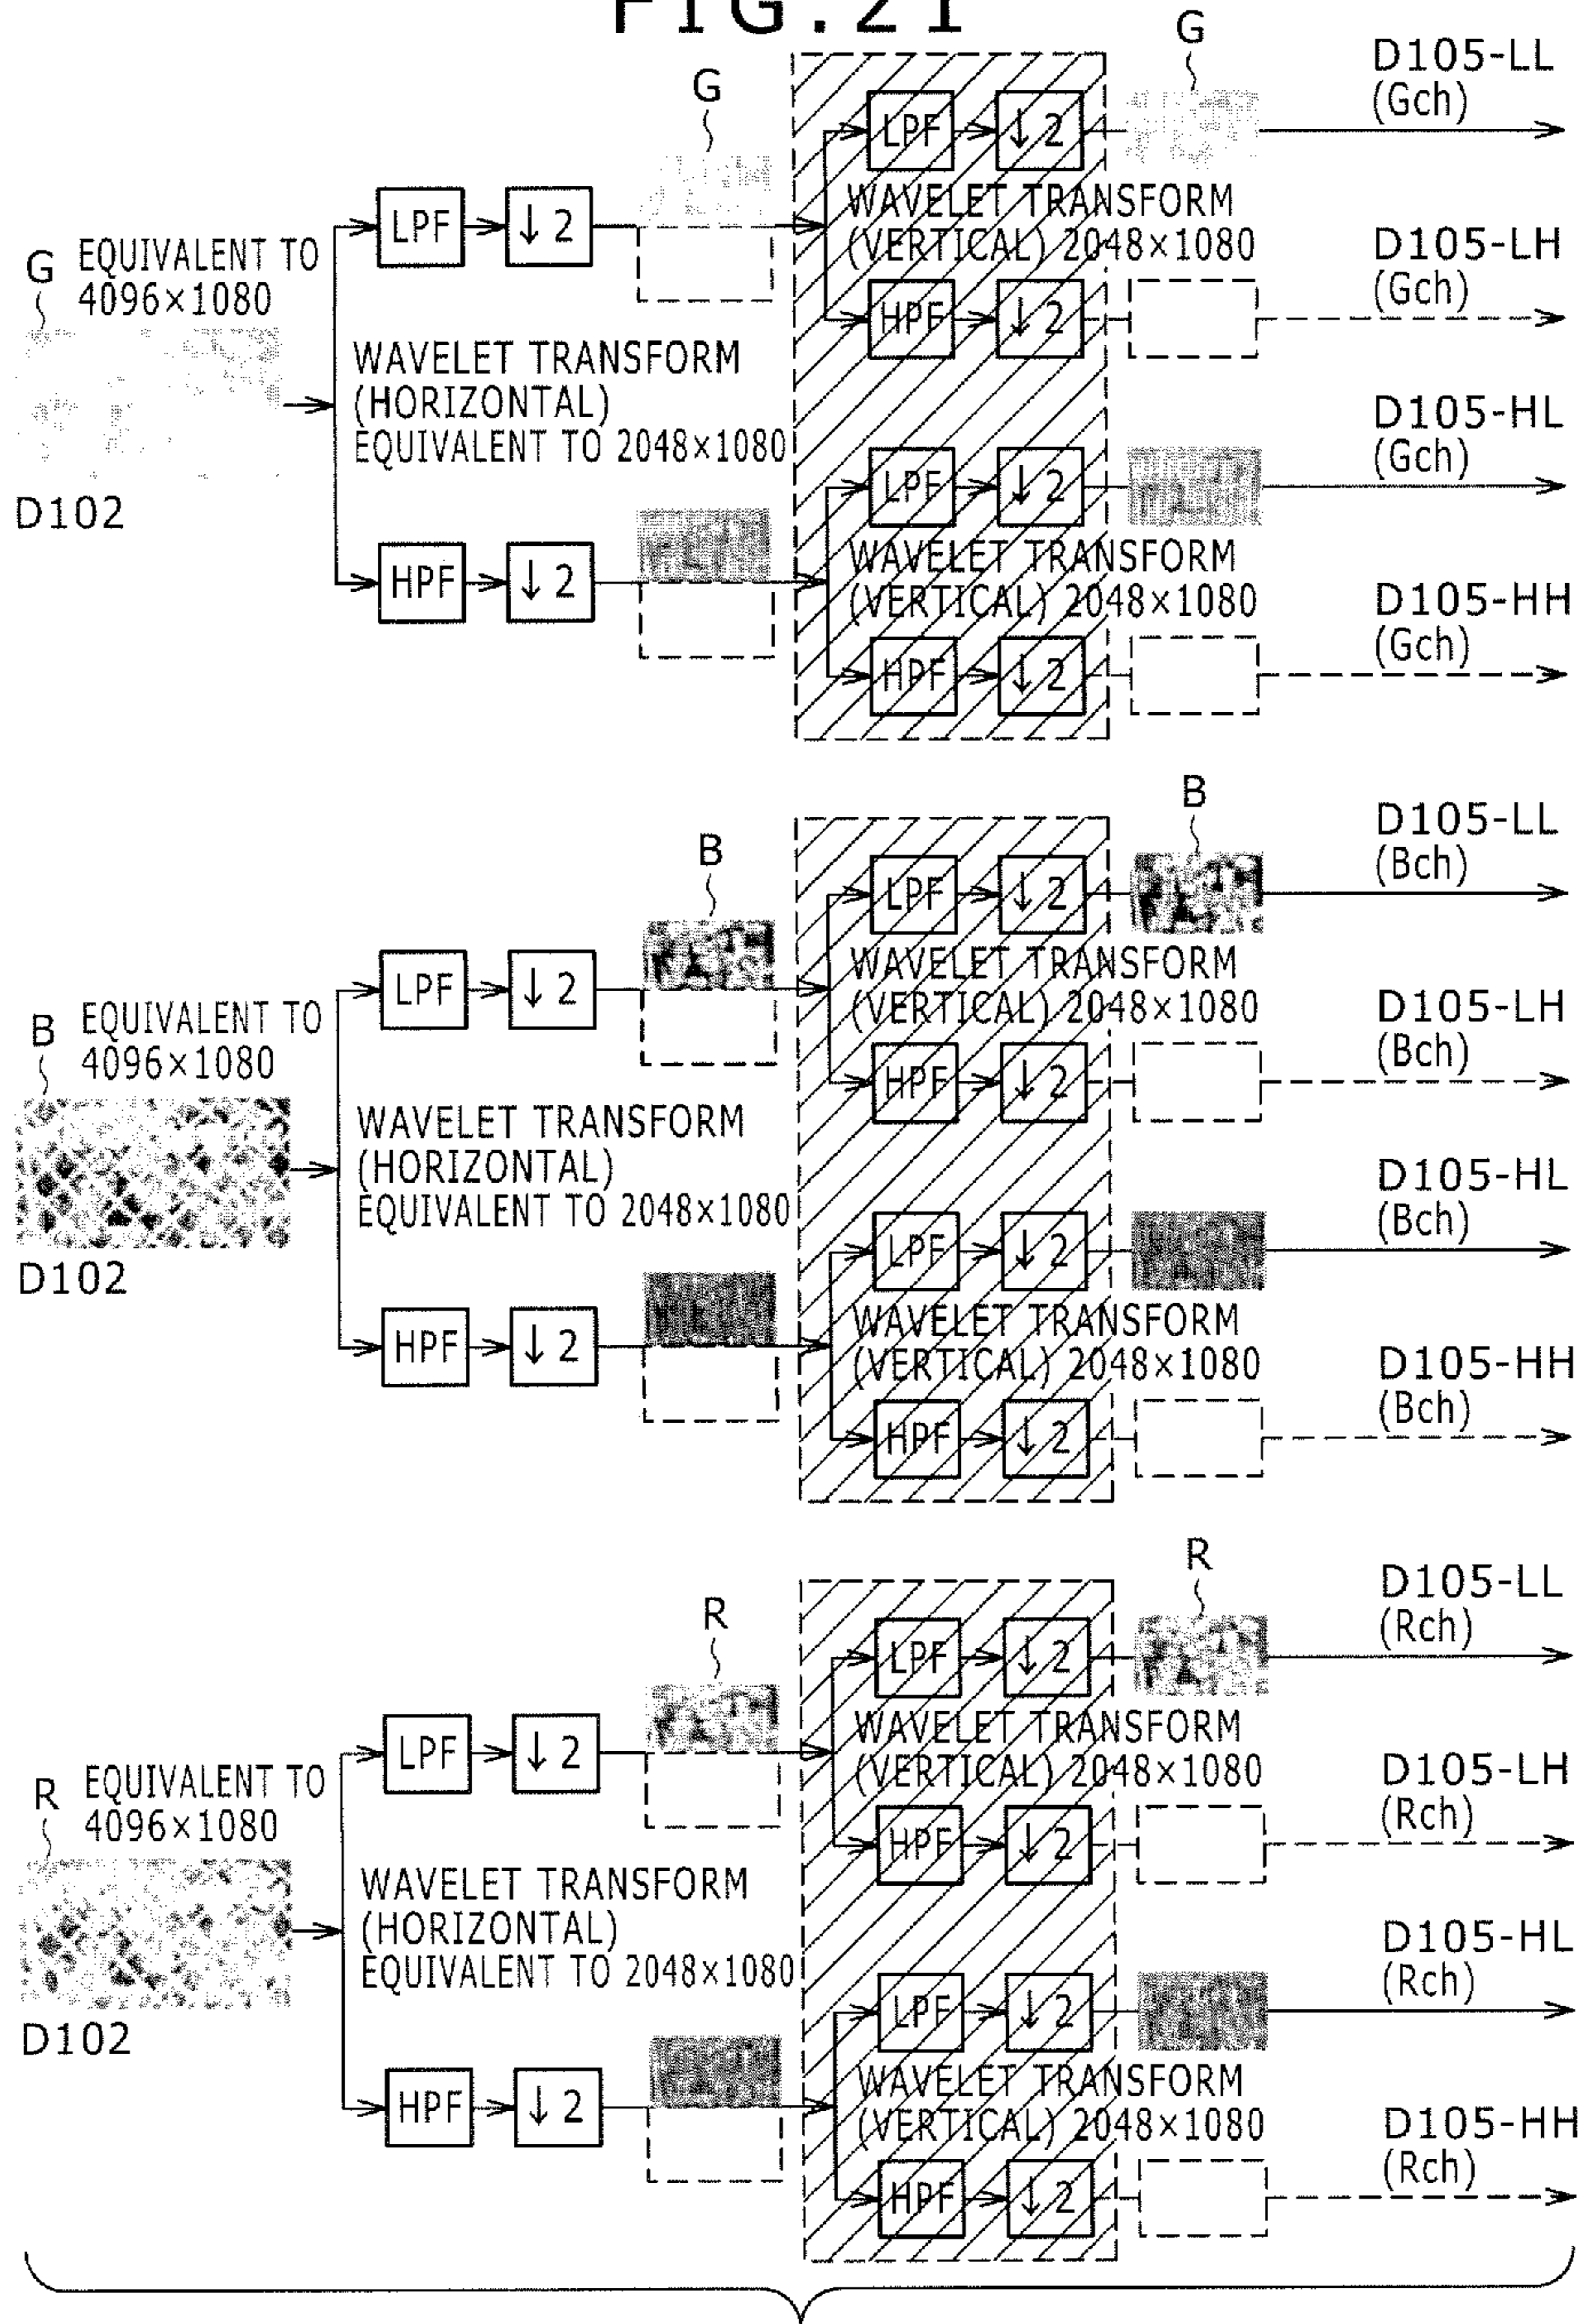 FIG.21
G
G
D105-LL
(Gch)
LPF
↓2
LPF
↓2
WAVELET TRANSFORM
(VERTICAL) 2048×1080
D105-LH
(Gch)
G
EQUIVALENT TO
4096×1080
HPF
↓2
WAVELET TRANSFORM
(HORIZONTAL)
EQUIVALENT TO 2048×1080
D105-HL
(Gch)
LPF
↓2
D102
WAVELET TRANSFORM
(VERTICAL) 2048×1080
HPF
↓2
D105-HH
(Gch)
HPF
↓2
B
B
D105-LL
(Bch)
LPF
↓2
LPF
↓2
WAVELET TRANSFORM
(VERTICAL) 2048×1080
D105-LH
(Bch)
B
EQUIVALENT TO
4096×1080
HPF
↓2
WAVELET TRANSFORM
(HORIZONTAL)
EQUIVALENT TO 2048×1080
D105-HL
(Bch)
LPF
↓2
D102
WAVELET TRANSFORM
(VERTICAL) 2048×1080
HPF
↓2
D105-HH
(Bch)
HPF
↓2
R
R
D105-LL
(Rch)
LPF
↓2
LPF
↓2
WAVELET TRANSFORM
(VERTICAL) 2048×1080
D105-LH
(Rch)
R
EQUIVALENT TO
4096×1080
HPF
↓2
WAVELET TRANSFORM
(HORIZONTAL)
EQUIVALENT TO 2048×1080
D105-HL
(Rch)
LPF
↓2
D102
WAVELET TRANSFORM
(VERTICAL) 2048×1080
HPF
↓2
D105-HH
(Rch)
HPF
↓2